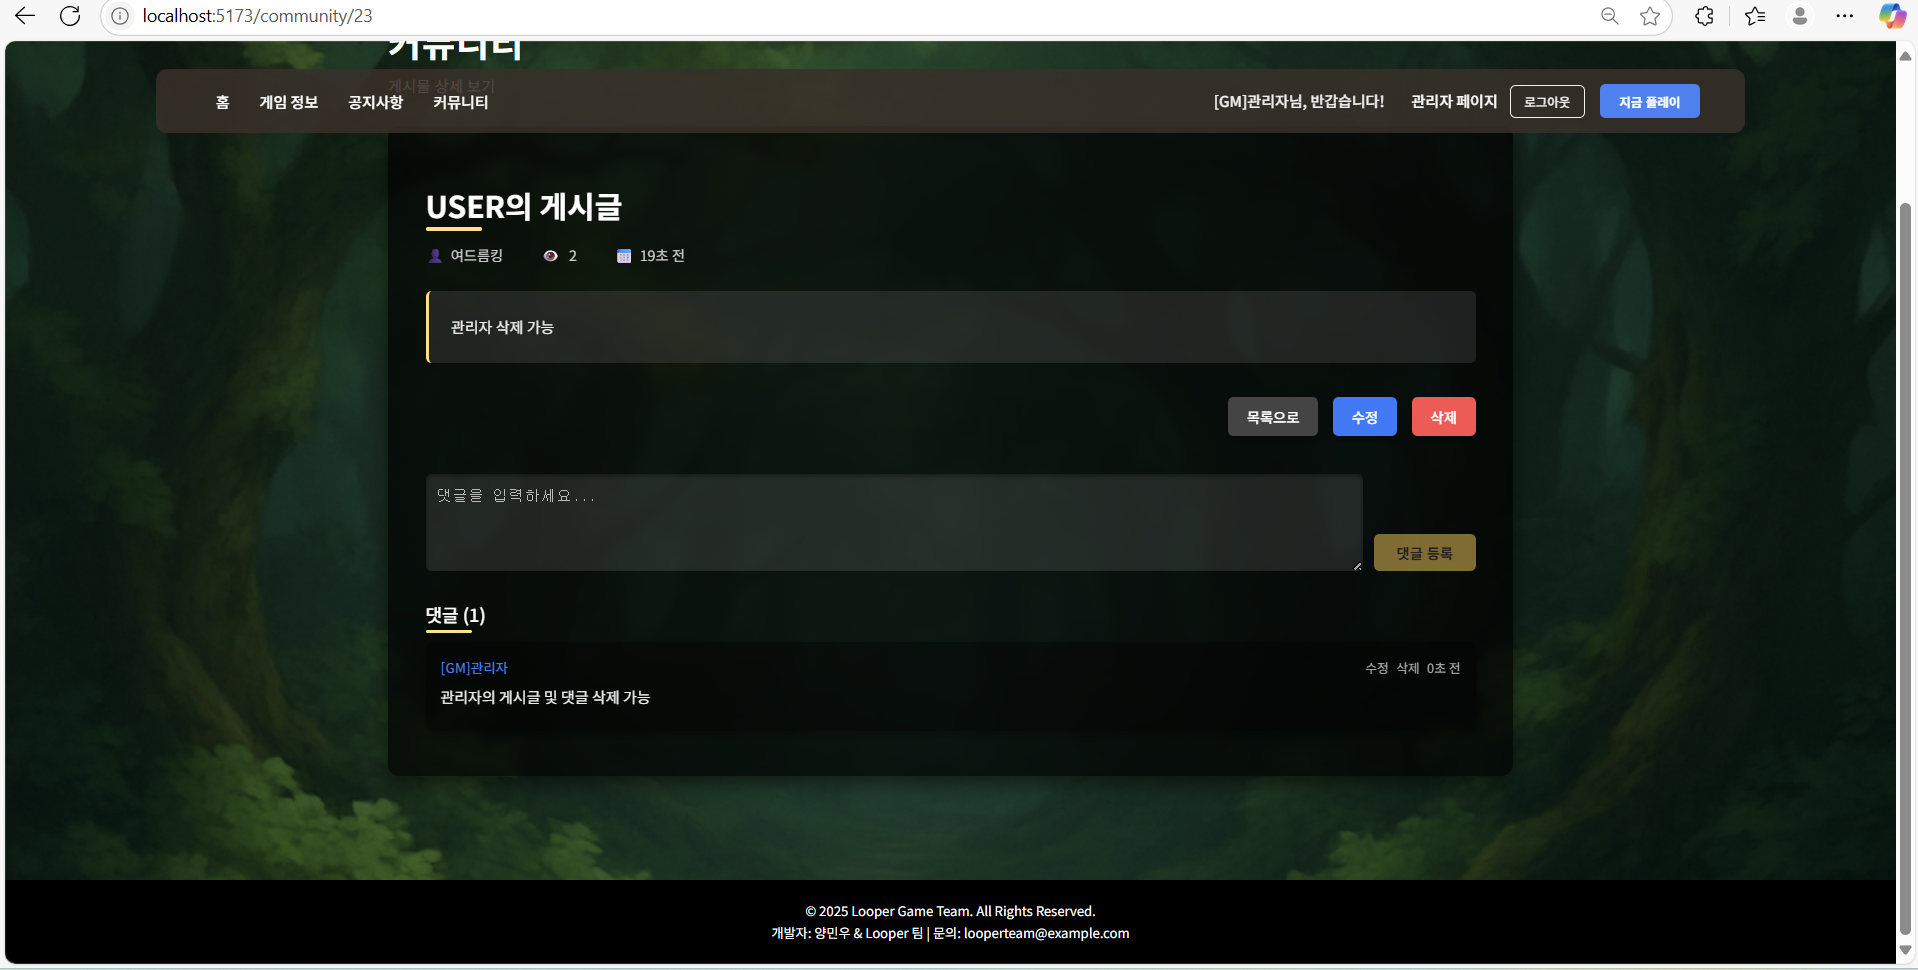 localhost:5173/community/23
커뮤니티
게시물 상세 보기
홈 게임 정보 공지사항 커뮤니티 [GM]관리자님, 반갑습니다! 관리자 페이지 로그아웃 지금 플레이
USER의 게시글
여드름킹 2 19초 전
관리자 삭제 가능
목록으로 수정 삭제
댓글을 입력하세요...
댓글 등록
댓글 (1)
[GM]관리자 수정 삭제 0초 전
관리자의 게시글 및 댓글 삭제 가능
© 2025 Looper Game Team. All Rights Reserved.
개발자: 양민우 & Looper 팀 | 문의: looperteam@example.com